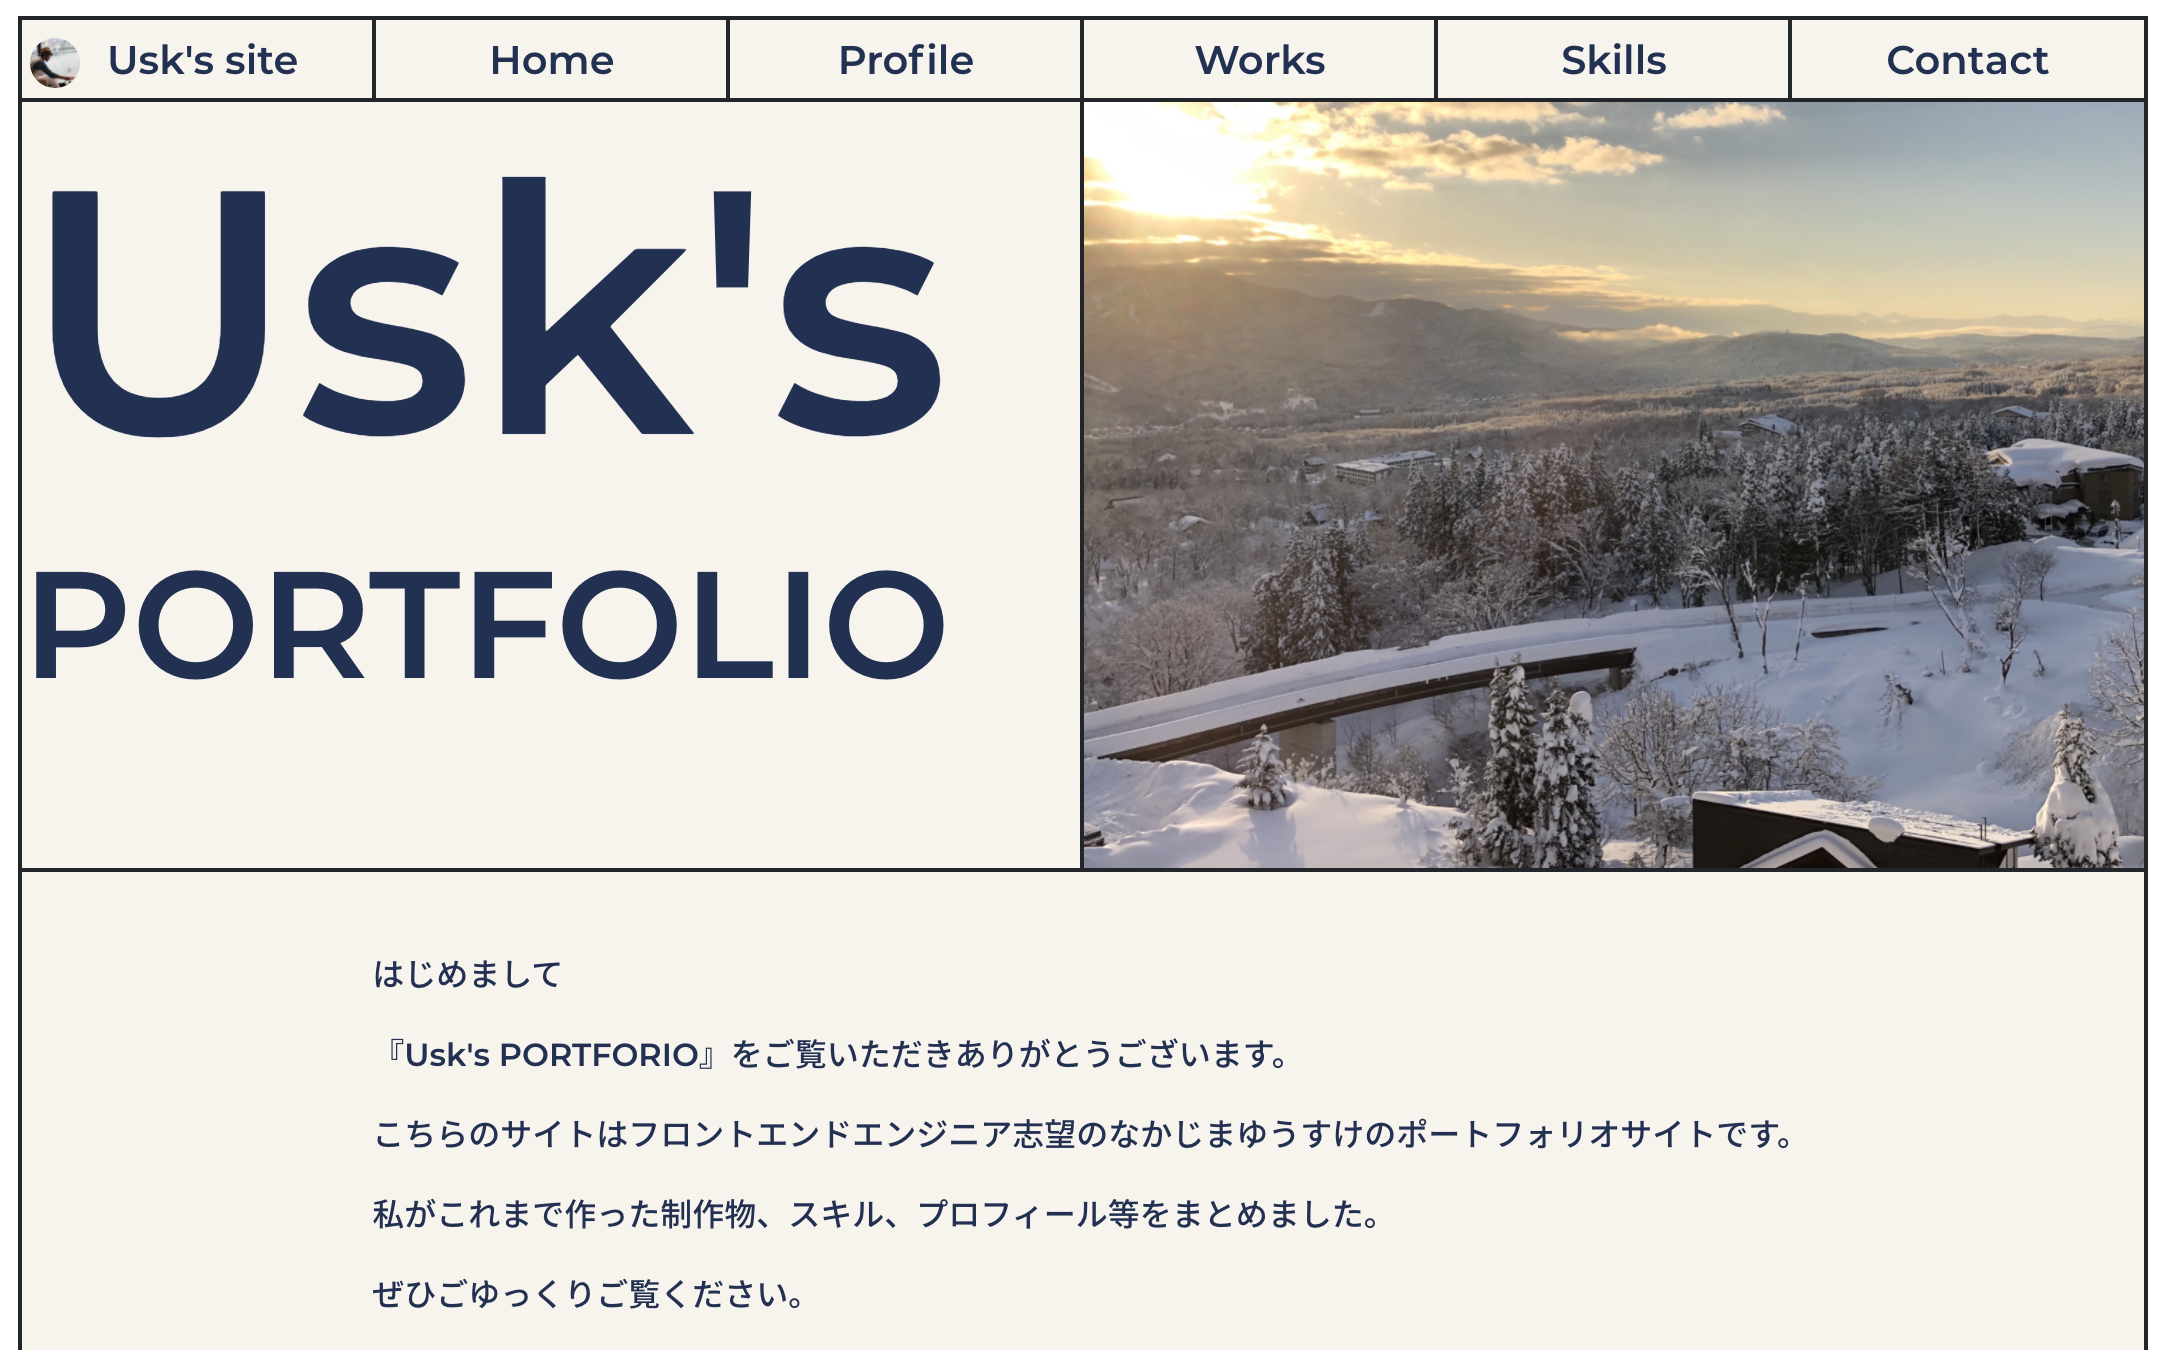 Usk's site
Home
Profile
Works
Skills
Contact
Usk's
PORTFOLIO
はじめまして
『Usk's PORTFORIO』をご覧いただきありがとうございます。
こちらのサイトはフロントエンドエンジニア志望のなかじまゆうすけのポートフォリオサイトです。
私がこれまで作った制作物、スキル、プロフィール等をまとめました。
ぜひごゆっくりご覧ください。